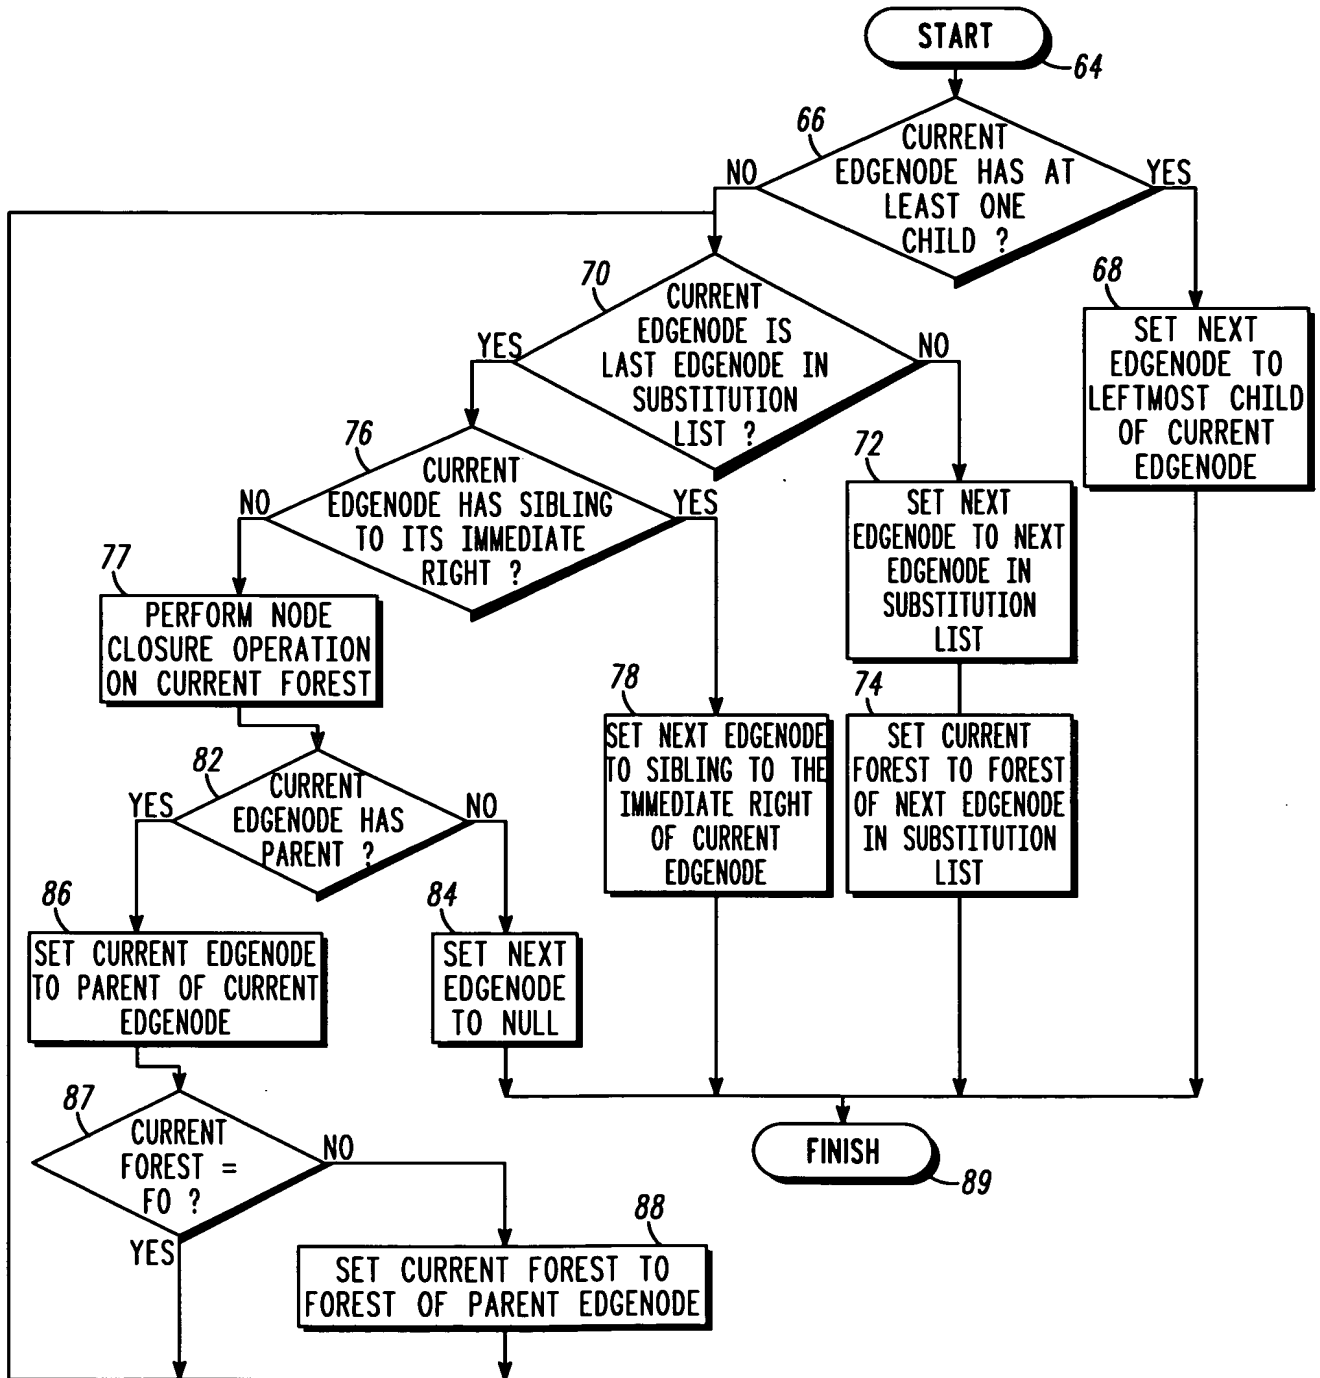 START
64
66
CURRENT
EDGENODE HAS AT
LEAST ONE
CHILD ?
NO
YES
70
CURRENT
EDGENODE IS
LAST EDGENODE IN
SUBSTITUTION
LIST ?
YES
NO
68
SET NEXT
EDGENODE TO
LEFTMOST CHILD
OF CURRENT
EDGENODE
76
CURRENT
EDGENODE HAS SIBLING
TO ITS IMMEDIATE
RIGHT ?
NO
YES
72
SET NEXT
EDGENODE TO NEXT
EDGENODE IN
SUBSTITUTION
LIST
77
PERFORM NODE
CLOSURE OPERATION
ON CURRENT FOREST
78
SET NEXT EDGENODE
TO SIBLING TO THE
IMMEDIATE RIGHT
OF CURRENT
EDGENODE
74
SET CURRENT
FOREST TO FOREST
OF NEXT EDGENODE
IN SUBSTITUTION
LIST
82
CURRENT
EDGENODE HAS
PARENT ?
YES
NO
86
SET CURRENT EDGENODE
TO PARENT OF CURRENT
EDGENODE
84
SET NEXT
EDGENODE
TO NULL
87
CURRENT
FOREST =
F0 ?
NO
YES
FINISH
89
88
SET CURRENT FOREST TO
FOREST OF PARENT EDGENODE